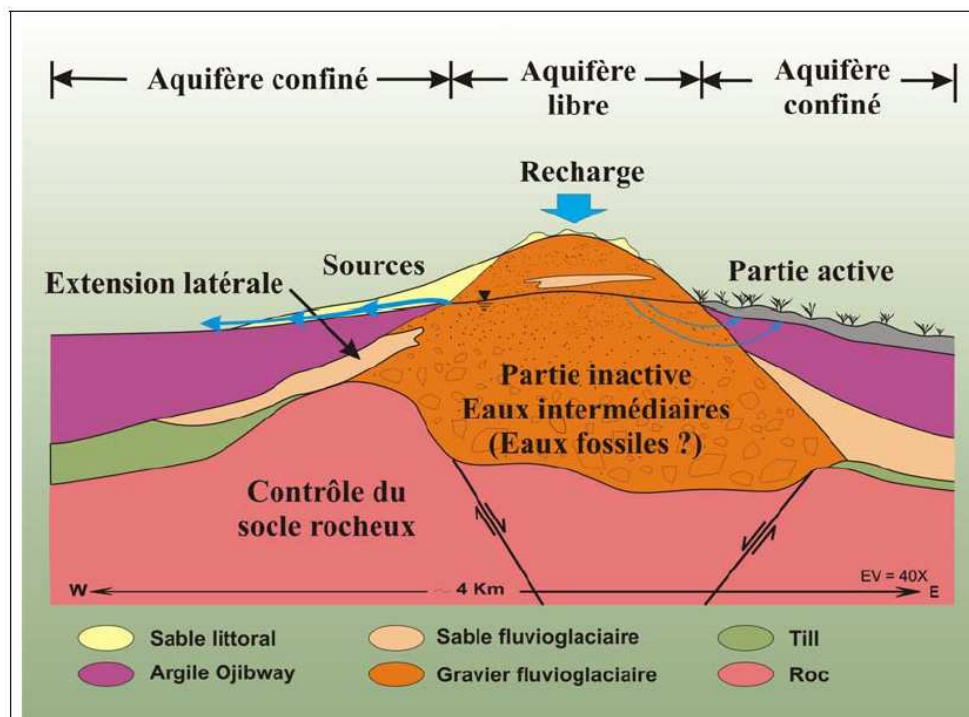 Aquifère confiné
Aquifère
libre
Aquifère
confiné
Recharge
Sources
Extension latérale
Partie active
Partie inactive
Eaux intermédiaires
(Eaux fossiles ?)
Contrôle du
socle rocheux
EV = 40X
W
~ 4 Km
E
Sable littoral
Sable fluvioglaciaire
Till
Argile Ojibway
Gravier fluvioglaciaire
Roc